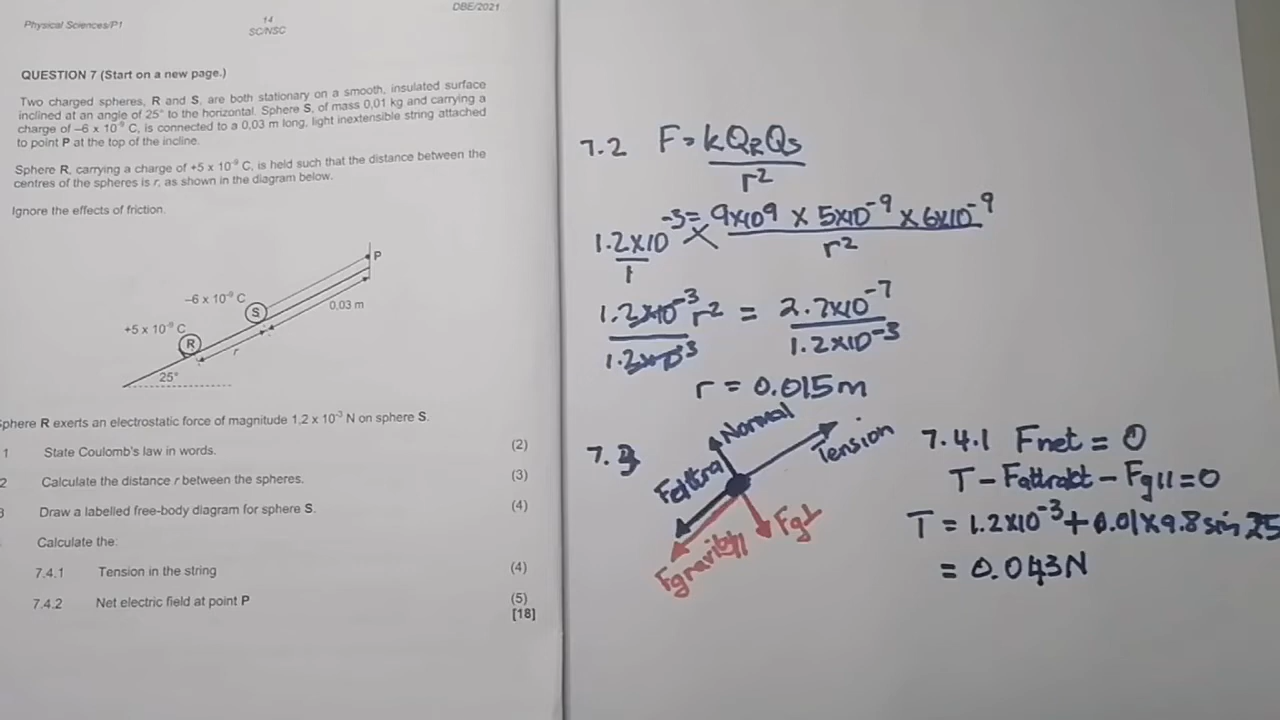 DBE/2021
Physical Sciences/P1
14
SC/NSC
QUESTION 7 (Start on a new page.)
Two charged spheres, R and S, are both stationary on a smooth, insulated surface
inclined at an angle of 25° to the horizontal. Sphere S, of mass 0,01 kg and carrying a
charge of –6 x 10⁻⁹ C, is connected to a 0,03 m long, light inextensible string attached
to point P at the top of the incline.
Sphere R, carrying a charge of +5 x 10⁻⁹ C, is held such that the distance between the
centres of the spheres is r, as shown in the diagram below.
Ignore the effects of friction.
P
–6 x 10⁻⁹ C
S
0,03 m
+5 x 10⁻⁹ C
R
r
25°
phere R exerts an electrostatic force of magnitude 1,2 x 10⁻³ N on sphere S.
1 State Coulomb's law in words. (2)
2 Calculate the distance r between the spheres. (3)
3 Draw a labelled free-body diagram for sphere S. (4)
Calculate the:
7.4.1 Tension in the string (4)
7.4.2 Net electric field at point P (5)
[18]
7.2 F = kQRQS
r²
1.2x10⁻³ = 9x10⁹ x 5x10⁻⁹ x 6x10⁻⁹
1 r²
1.2x10⁻³ r² = 2.7x10⁻⁷
1.2x10⁻³ 1.2x10⁻³
r = 0.015m
7.3
Normal
Tension
Fg⊥
Fgravity//
7.4.1 Fnet = 0
T – Fattrakt – Fg|| = 0
T = 1.2x10⁻³ + 0.01x9.8 sin 25
= 0.043N